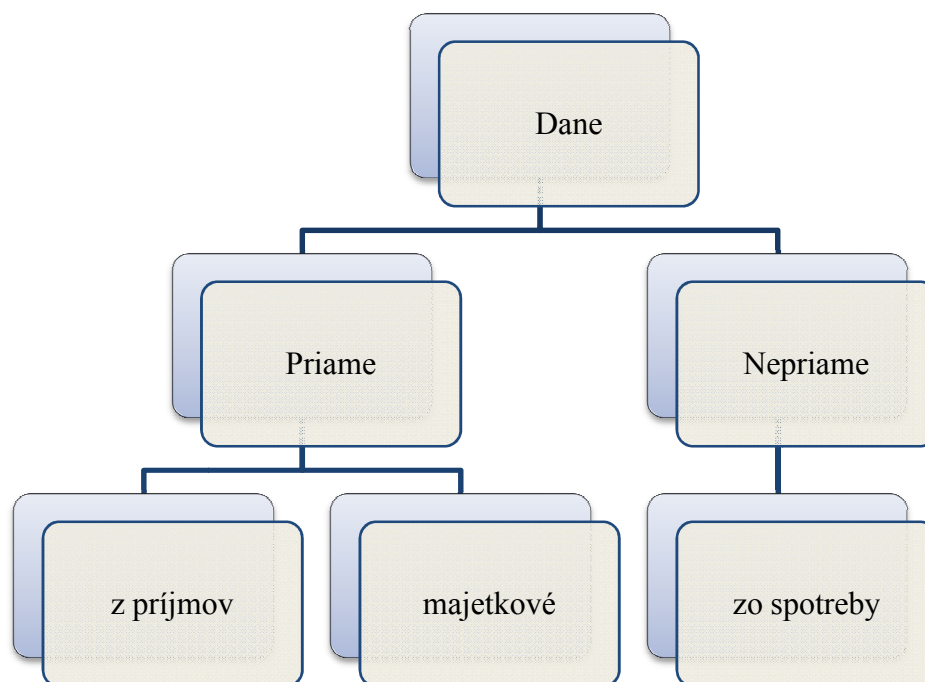 Dane
Priame
Nepriame
z príjmov
majetkové
zo spotreby